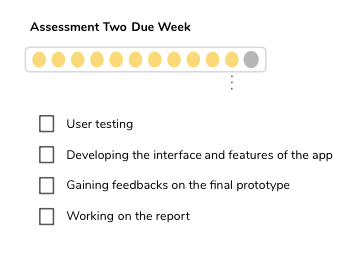 Assessment Two Due Week
User testing
Developing the interface and features of the app
Gaining feedbacks on the final prototype
Working on the report